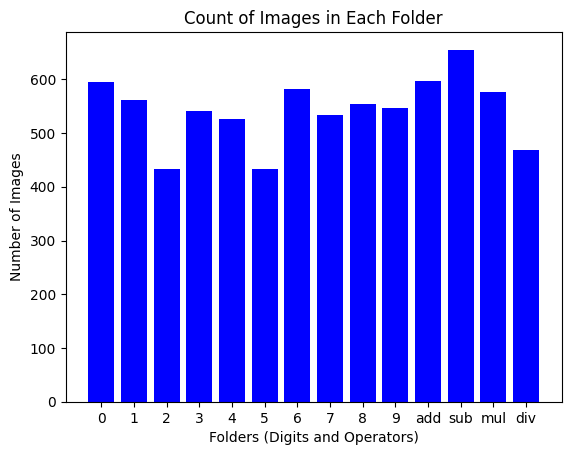 Count of Images in Each Folder
Number of Images
600
500
400
300
200
100
0
0 1 2 3 4 5 6 7 8 9 add sub mul div
Folders (Digits and Operators)